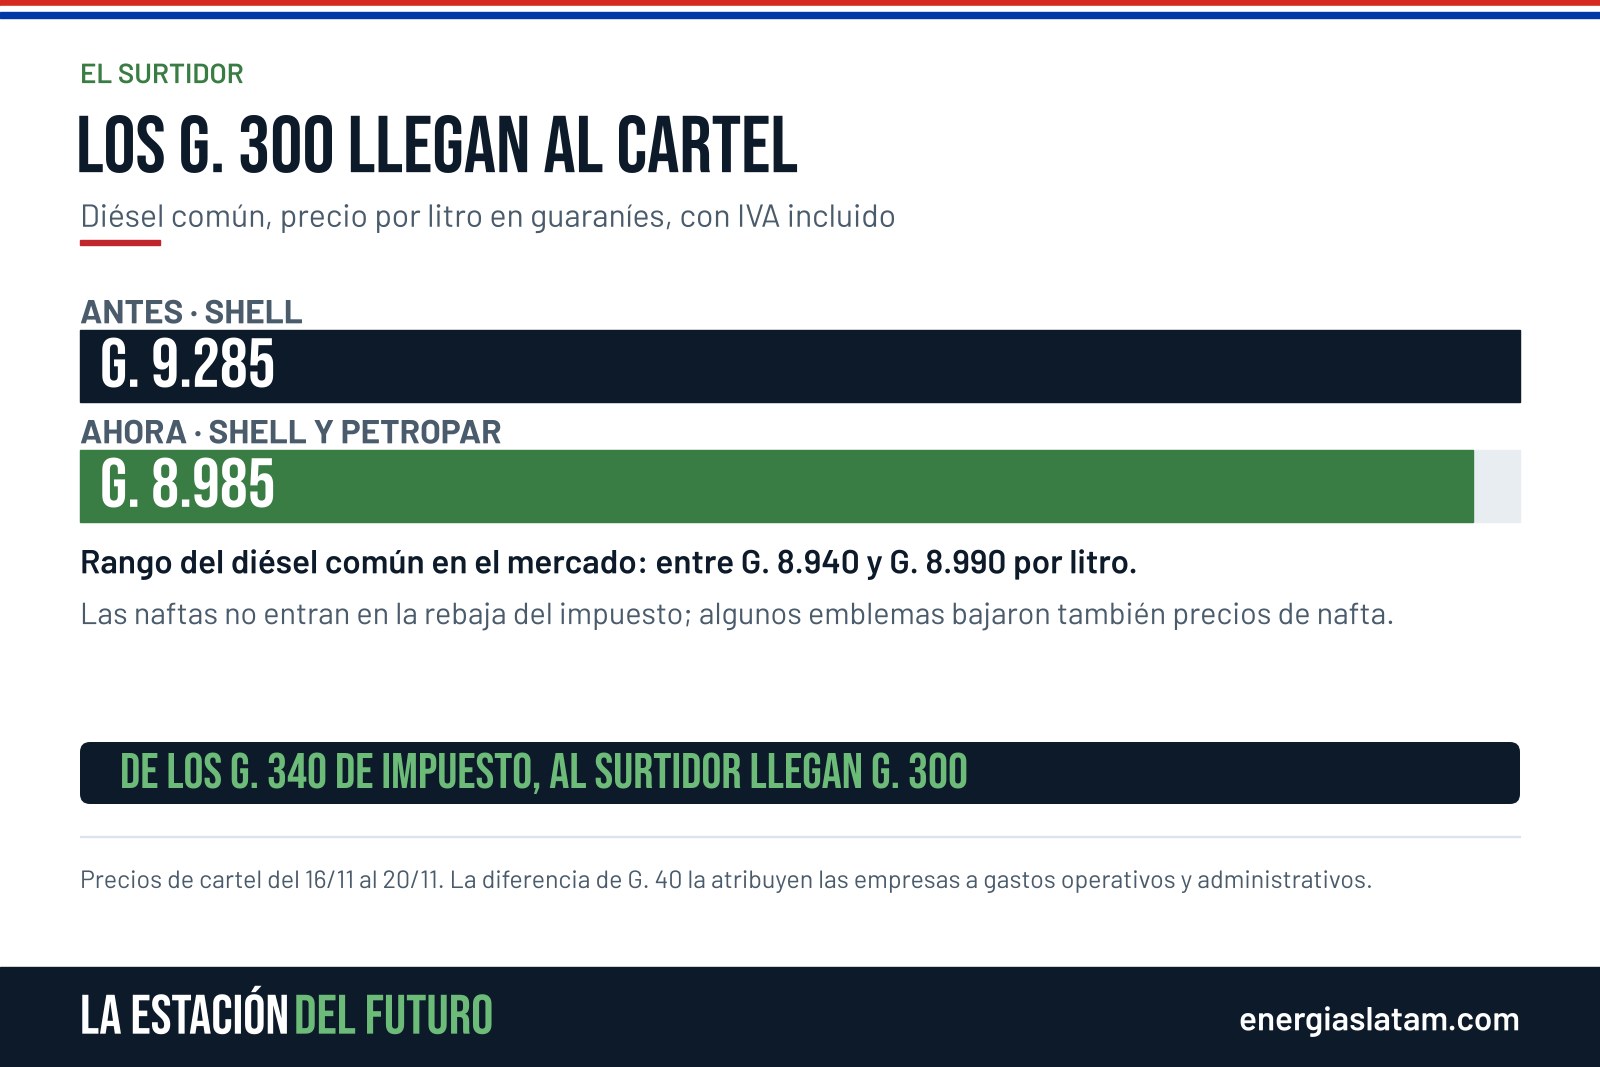 EL SURTIDOR
LOS G. 300 LLEGAN AL CARTEL
Diésel común, precio por litro en guaraníes, con IVA incluido
ANTES · SHELL
G. 9.285
AHORA · SHELL Y PETROPAR
G. 8.985
Rango del diésel común en el mercado: entre G. 8.940 y G. 8.990 por litro.
Las naftas no entran en la rebaja del impuesto; algunos emblemas bajaron también precios de nafta.
DE LOS G. 340 DE IMPUESTO, AL SURTIDOR LLEGAN G. 300
Precios de cartel del 16/11 al 20/11. La diferencia de G. 40 la atribuyen las empresas a gastos operativos y administrativos.
LA ESTACIÓN DEL FUTURO
energiaslatam.com